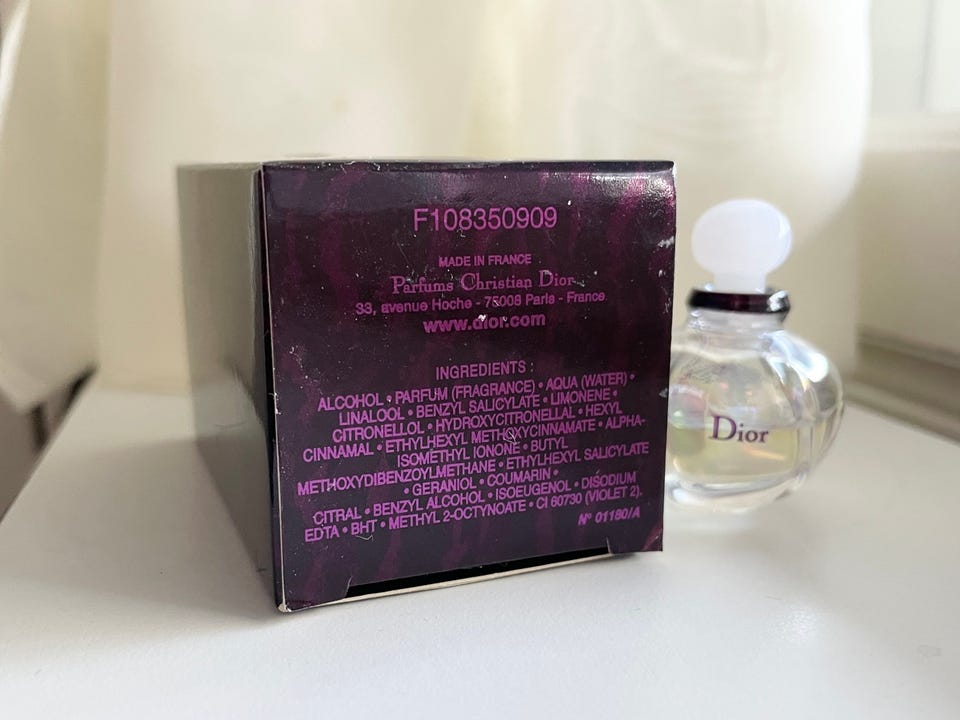 F108350909
MADE IN FRANCE
Parfums Christian Dior
33, avenue Hoche - 75008 Paris - France
www.dior.com
INGREDIENTS :
ALCOHOL • PARFUM (FRAGRANCE) • AQUA (WATER) •
LINALOOL • BENZYL SALICYLATE • LIMONENE •
CITRONELLOL • HYDROXYCITRONELLAL • HEXYL
CINNAMAL • ETHYLHEXYL METHOXYCINNAMATE • ALPHA-
ISOMETHYL IONONE • BUTYL
METHOXYDIBENZOYLMETHANE • ETHYLHEXYL SALICYLATE
• GERANIOL • COUMARIN •
CITRAL • BENZYL ALCOHOL • ISOEUGENOL • DISODIUM
EDTA • BHT • METHYL 2-OCTYNOATE • CI 60730 (VIOLET 2).
N° 01180/A
Dior